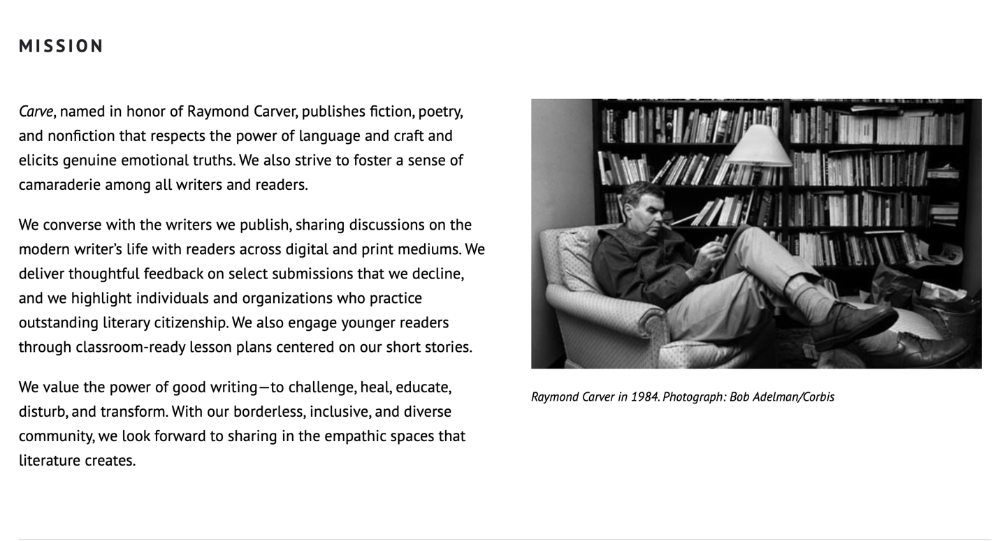 MISSION
Carve, named in honor of Raymond Carver, publishes fiction, poetry,
and nonfiction that respects the power of language and craft and
elicits genuine emotional truths. We also strive to foster a sense of
camaraderie among all writers and readers.
We converse with the writers we publish, sharing discussions on the
modern writer’s life with readers across digital and print mediums. We
deliver thoughtful feedback on select submissions that we decline,
and we highlight individuals and organizations who practice
outstanding literary citizenship. We also engage younger readers
through classroom-ready lesson plans centered on our short stories.
We value the power of good writing—to challenge, heal, educate,
disturb, and transform. With our borderless, inclusive, and diverse
community, we look forward to sharing in the empathic spaces that
literature creates.
Raymond Carver in 1984. Photograph: Bob Adelman/Corbis